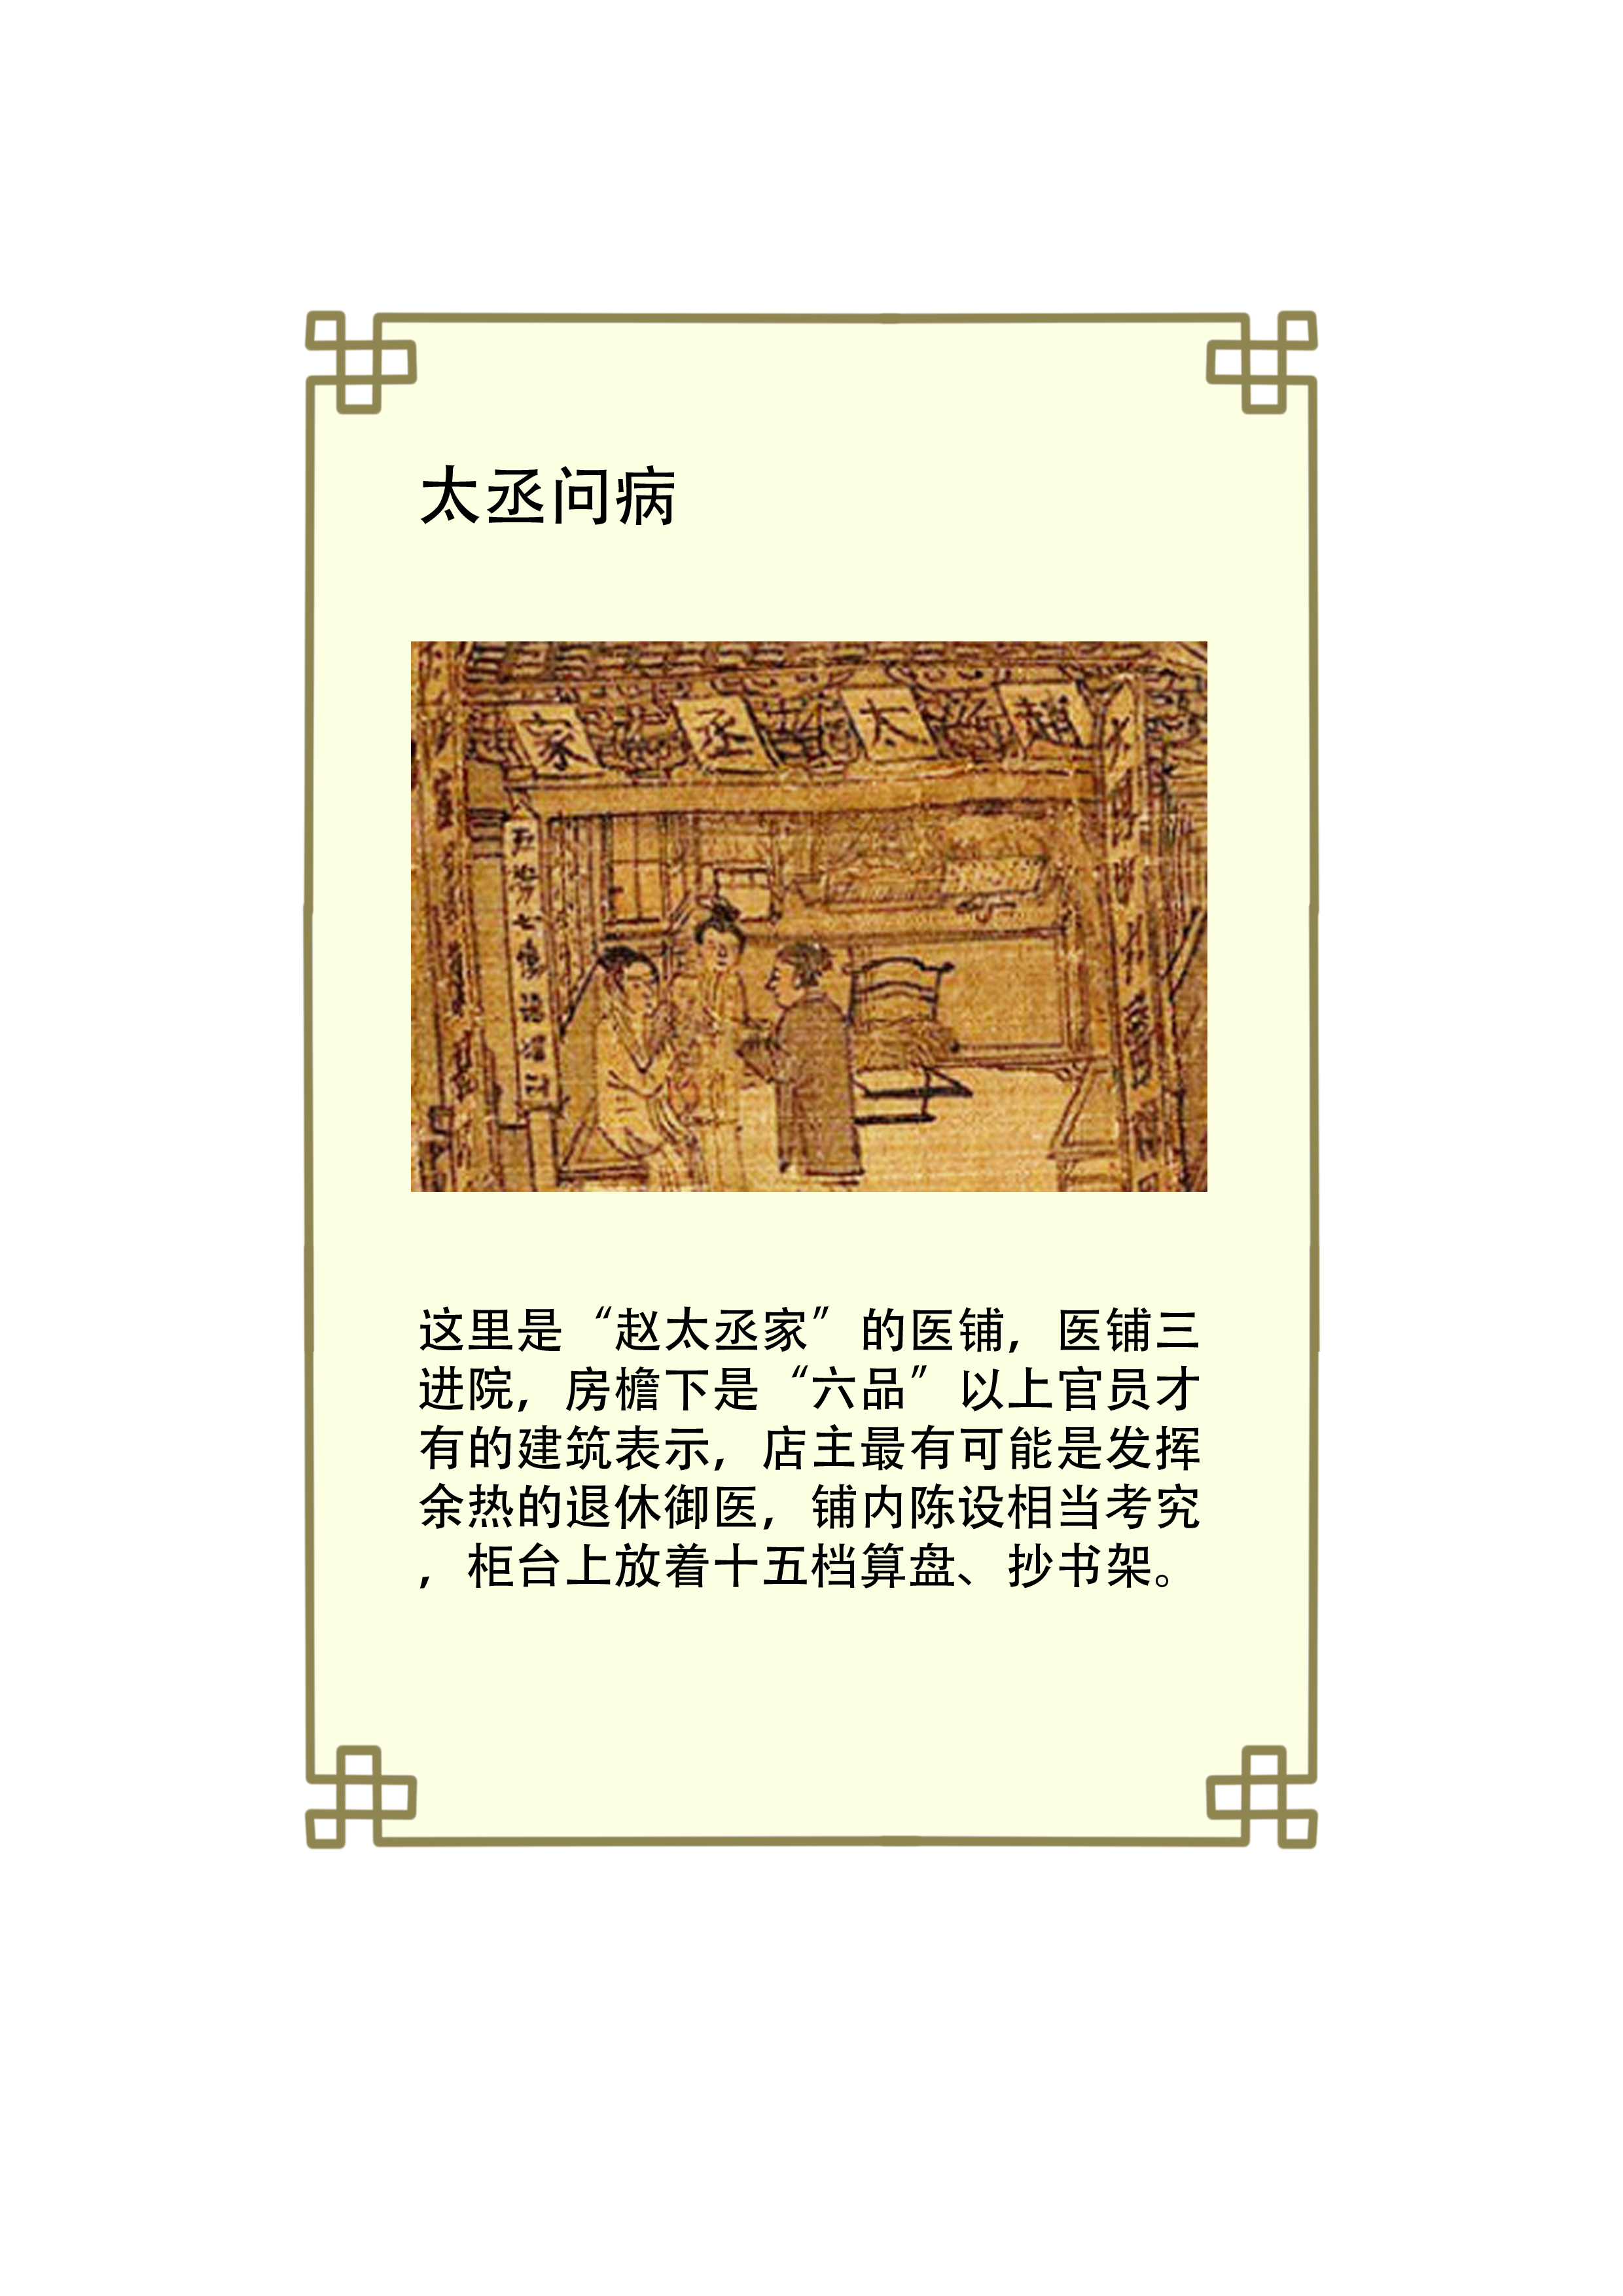 太丞问病
家 丞 太 趙
这里是“赵太丞家”的医铺，医铺三
进院，房檐下是“六品”以上官员才
有的建筑表示，店主最有可能是发挥
余热的退休御医，铺内陈设相当考究
，柜台上放着十五档算盘、抄书架。